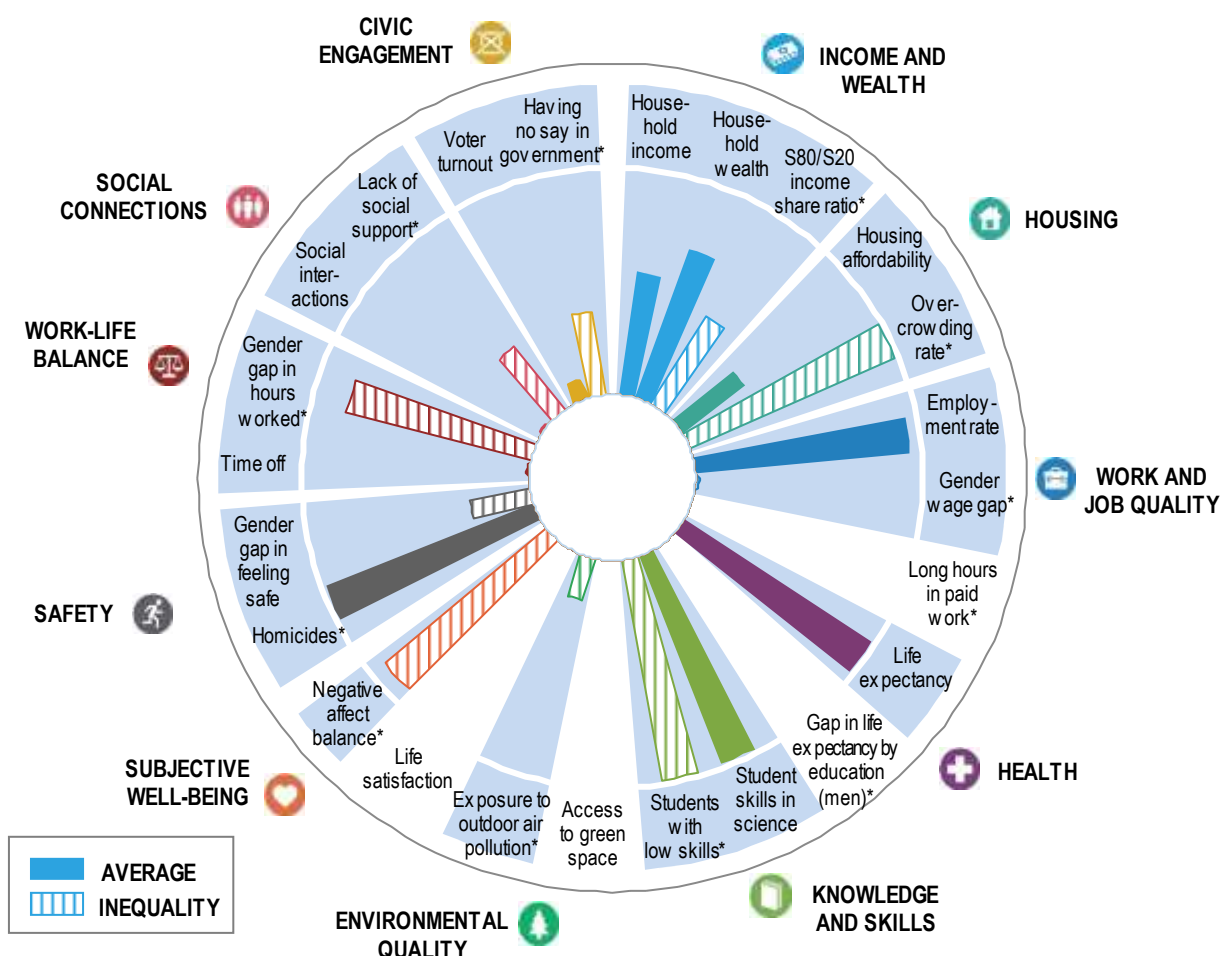 CIVIC
ENGAGEMENT
INCOME AND
WEALTH
HOUSING
WORK AND
JOB QUALITY
HEALTH
KNOWLEDGE
AND SKILLS
ENVIRONMENTAL
QUALITY
SUBJECTIVE
WELL-BEING
SAFETY
WORK-LIFE
BALANCE
SOCIAL
CONNECTIONS
House-
hold
income
House-
hold
wealth
S80/S20
income
share ratio*
Housing
affordability
Over-
crowding
rate*
Employ-
ment rate
Gender
wage gap*
Long hours
in paid
work*
Life
expectancy
Gap in life
expectancy by
education
(men)*
Student
skills in
science
Students
with
low skills*
Access
to green
space
Exposure to
outdoor air
pollution*
Life
satisfaction
Negative
affect
balance*
Homicides*
Gender
gap in
feeling
safe
Time off
Gender
gap in
hours
worked*
Social
inter-
actions
Lack of
social
support*
Voter
turnout
Having
no say in
government*
AVERAGE
INEQUALITY